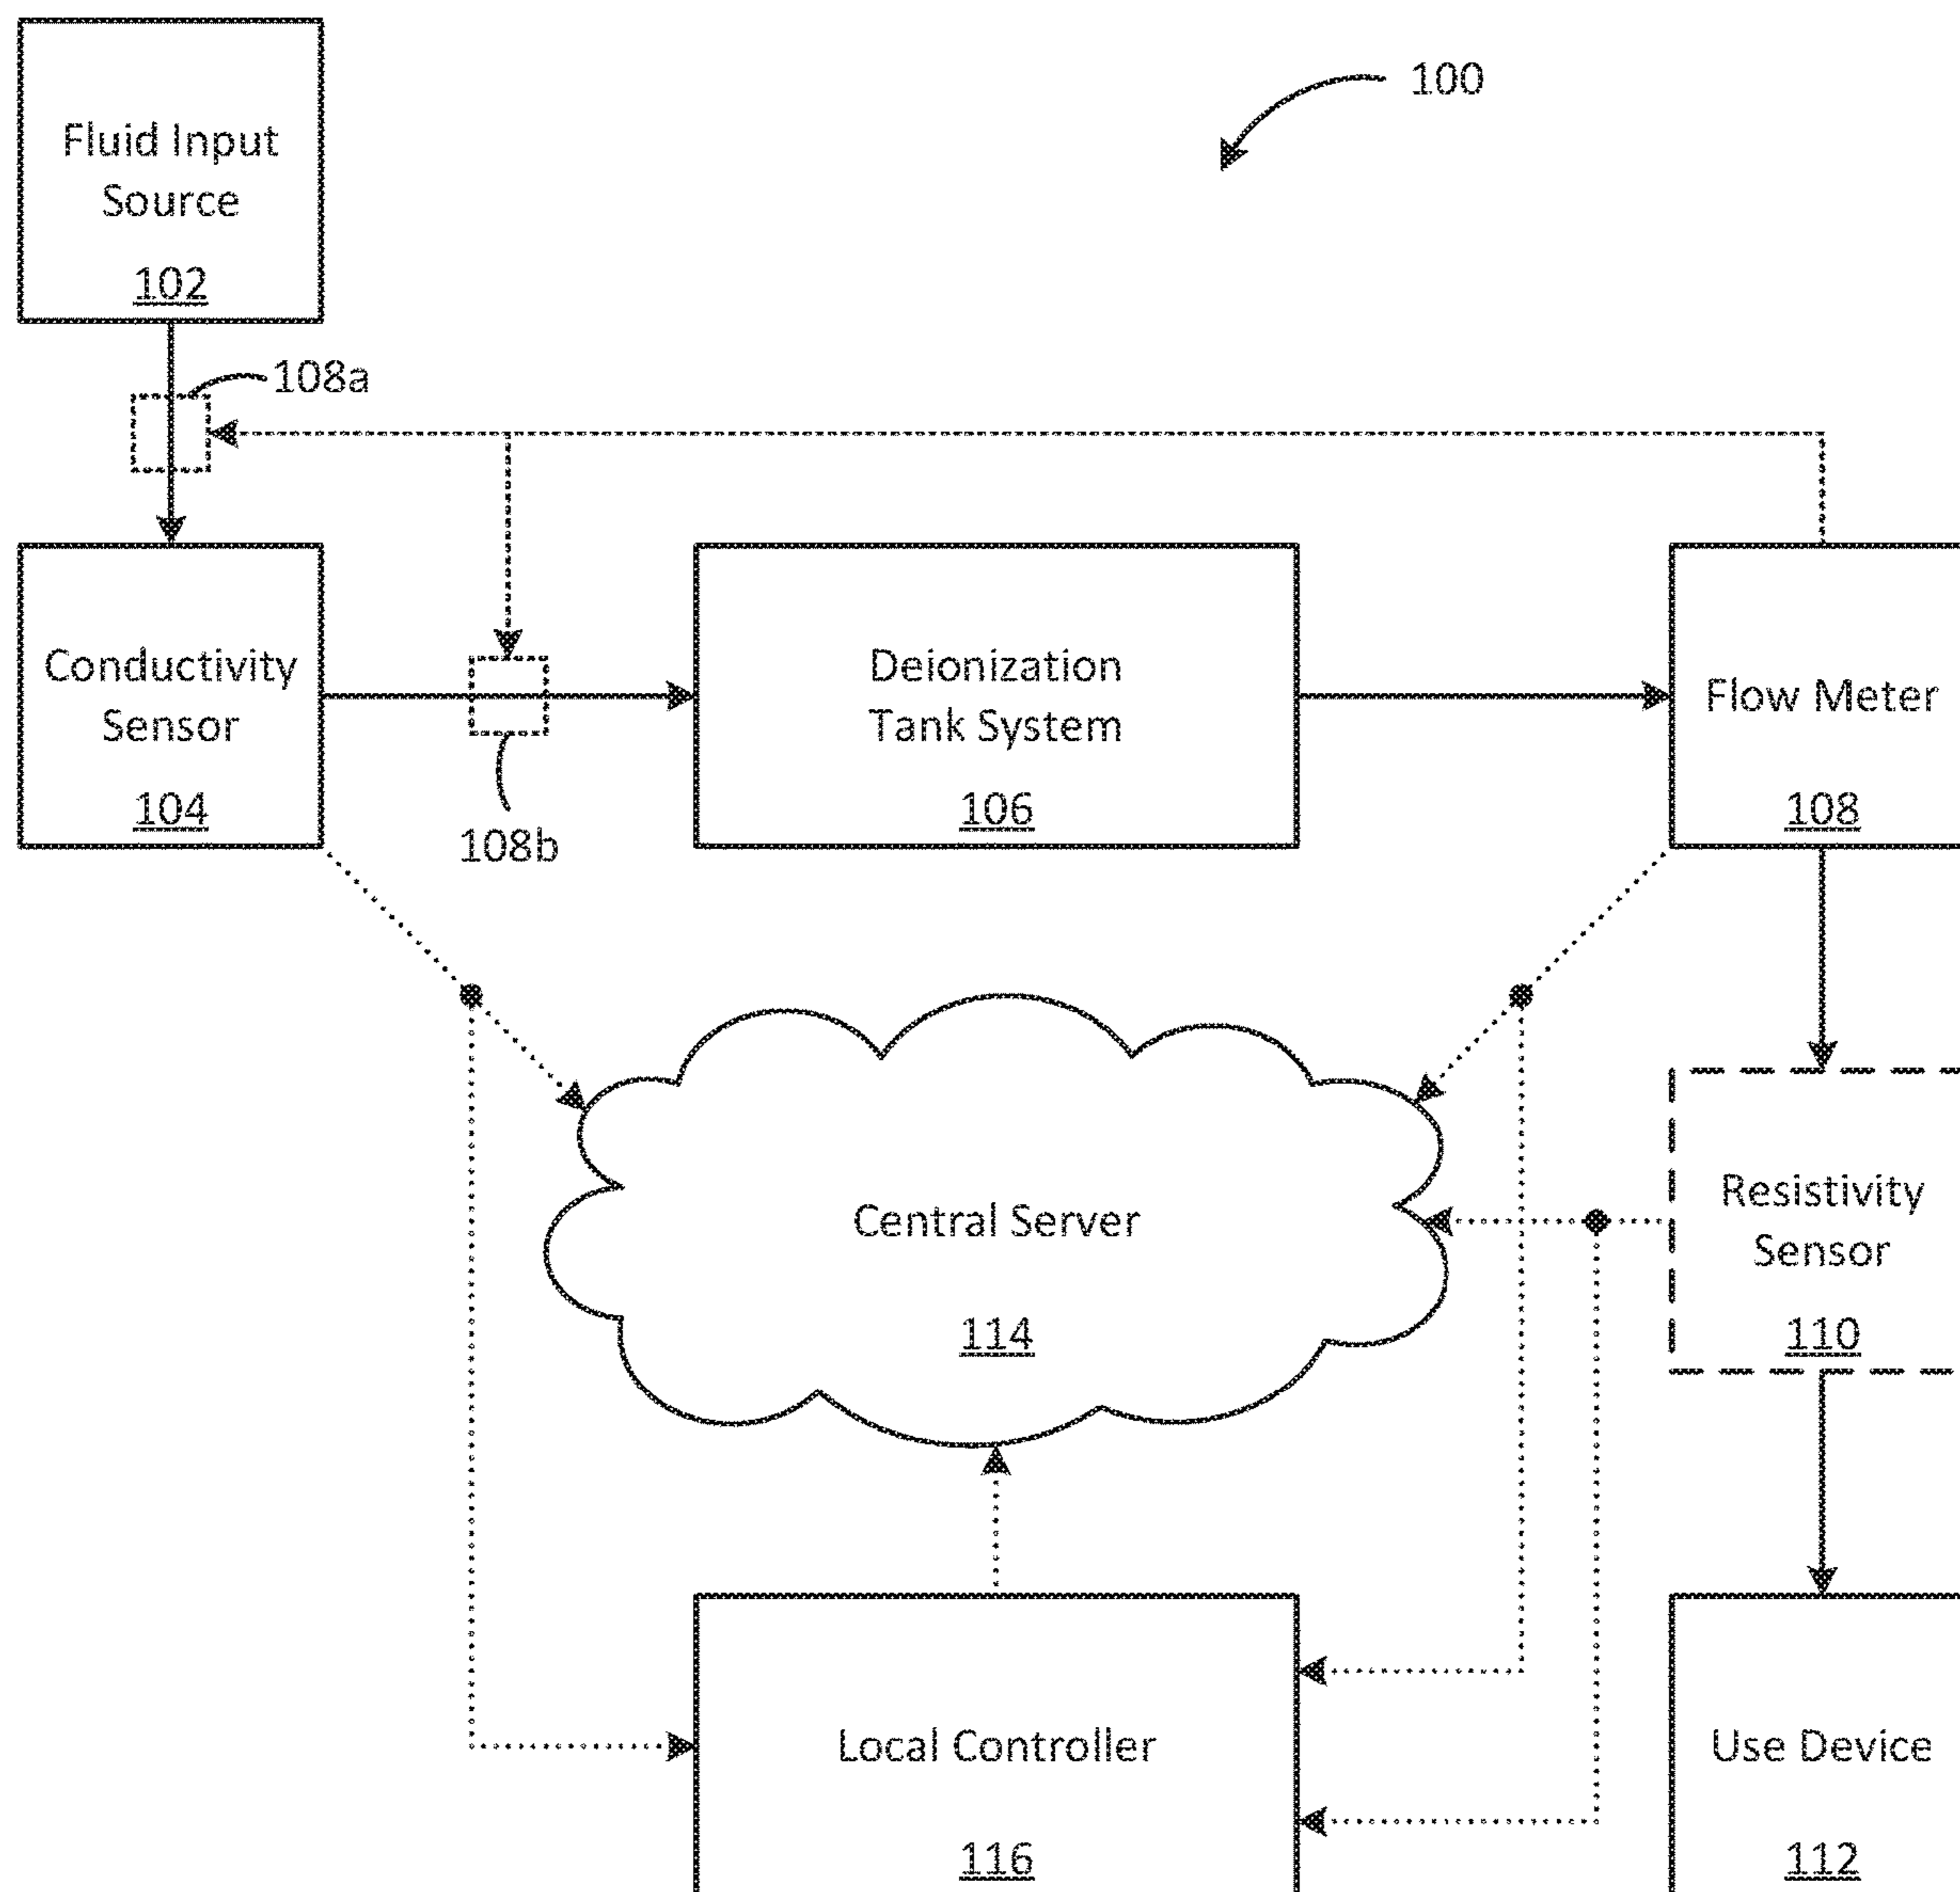 100
Fluid Input
Source
102
108a
Conductivity
Sensor
104
108b
Deionization
Tank System
106
Flow Meter
108
Central Server
114
Resistivity
Sensor
110
Local Controller
116
Use Device
112